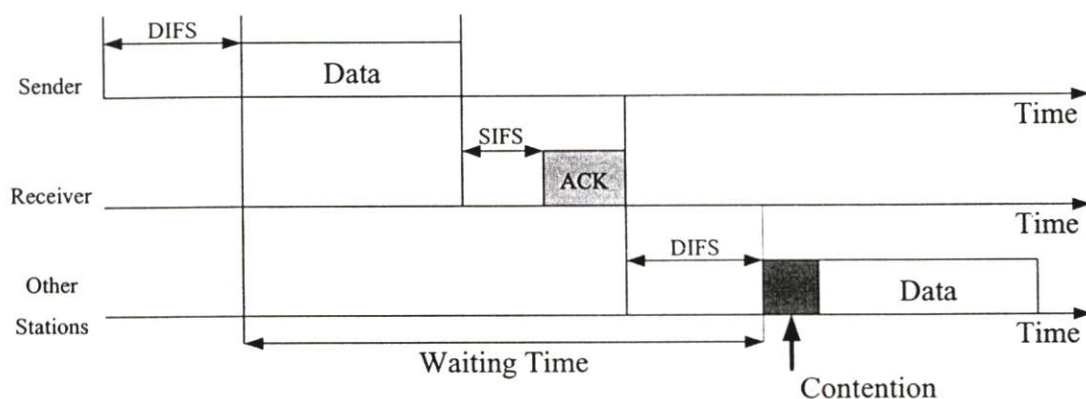 DIFS
Data
Sender
Time
SIFS
ACK
Receiver
Time
DIFS
Other
Stations
Data
Time
Waiting Time
Contention